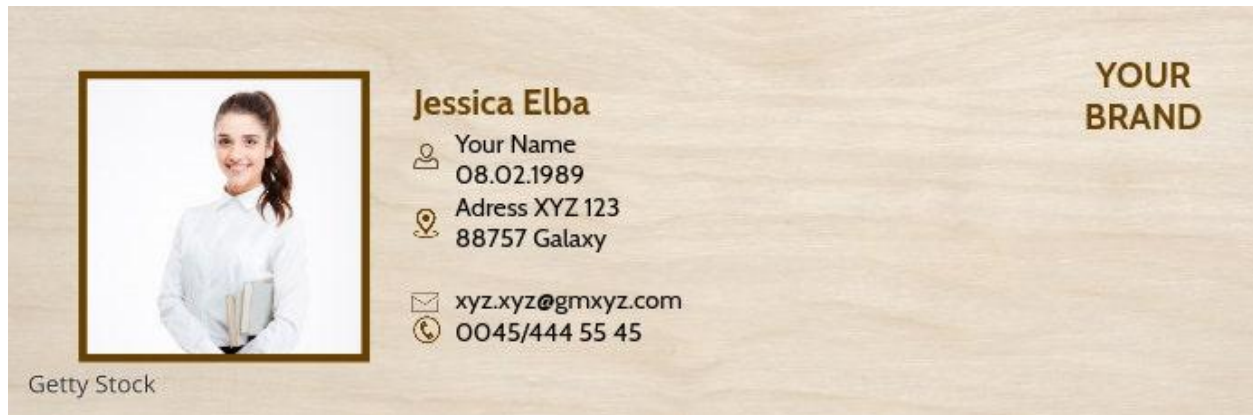 Jessica Elba
Your Name
08.02.1989
Adress XYZ 123
88757 Galaxy
xyz.xyz@gmxyz.com
0045/444 55 45
YOUR
BRAND
Getty Stock